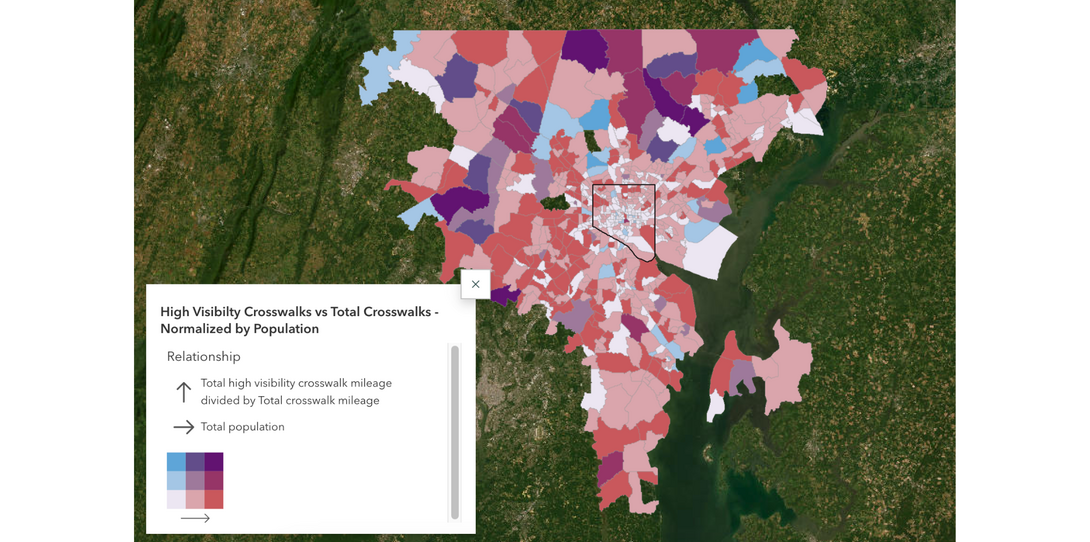 High Visibilty Crosswalks vs Total Crosswalks -
Normalized by Population
Relationship
Total high visibility crosswalk mileage
divided by Total crosswalk mileage
Total population